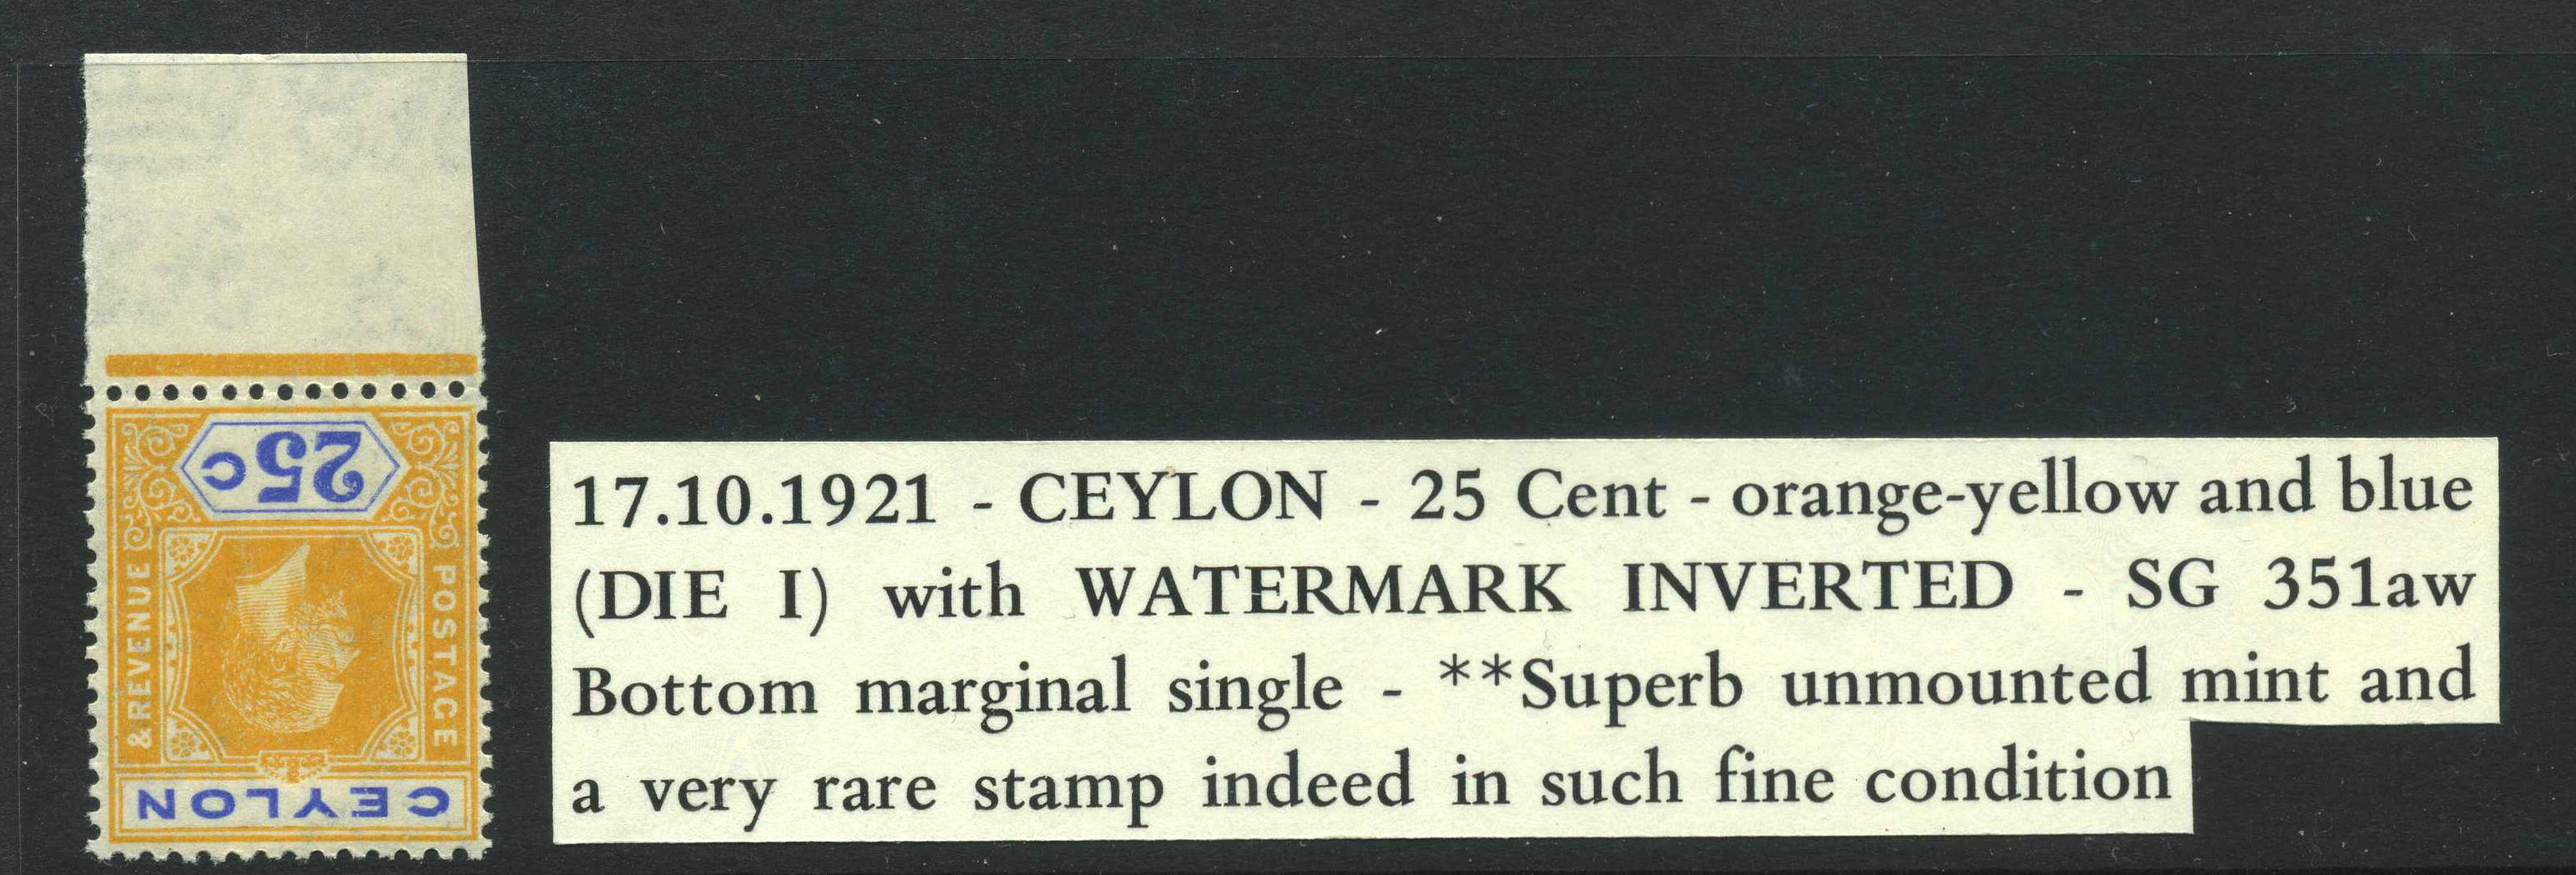 25c
& REVENUE
POSTAGE
CEYLON
17.10.1921 - CEYLON - 25 Cent - orange-yellow and blue
(DIE I) with WATERMARK INVERTED - SG 351aw
Bottom marginal single - **Superb unmounted mint and
a very rare stamp indeed in such fine condition